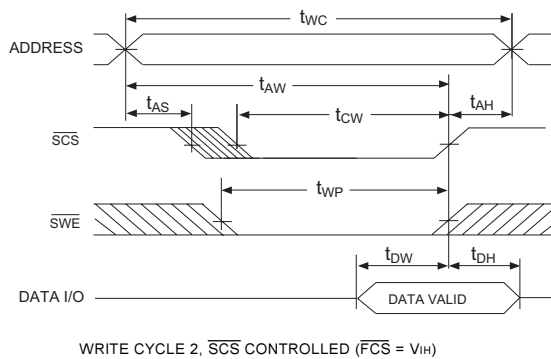 tWC
ADDRESS
tAW
tAS
tCW
tAH
SCS
tWP
SWE
tDW
tDH
DATA I/O
DATA VALID
WRITE CYCLE 2, SCS CONTROLLED (FCS = VIH)